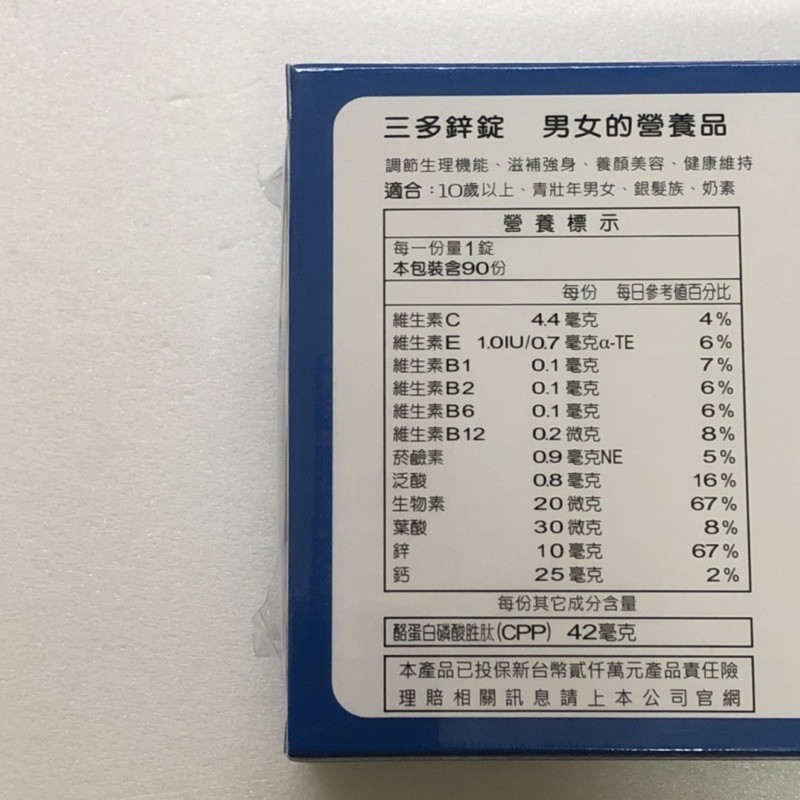 三多鋅錠 男女的營養品
調節生理機能、滋補強身、養顏美容、健康維持
適合：10歲以上、青壯年男女、銀髮族、奶素
營養標示
每一份量1錠
本包裝含90份
每份 每日參考值百分比
維生素C 4.4毫克 4%
維生素E 1.0IU/0.7毫克α-TE 6%
維生素B1 0.1毫克 7%
維生素B2 0.1毫克 6%
維生素B6 0.1毫克 6%
維生素B12 0.2微克 8%
菸鹼素 0.9毫克NE 5%
泛酸 0.8毫克 16%
生物素 20微克 67%
葉酸 30微克 8%
鋅 10毫克 67%
鈣 25毫克 2%
每份其它成分含量
酪蛋白磷酸胜肽(CPP) 42毫克
本產品已投保新台幣貳仟萬元產品責任險
理賠相關訊息請上本公司官網